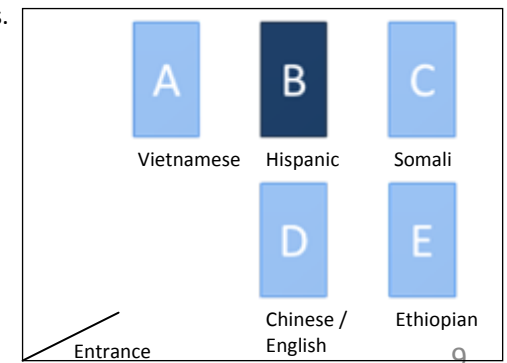 s.
A B C
Vietnamese Hispanic Somali
D E
Chinese / Ethiopian
English
Entrance
9